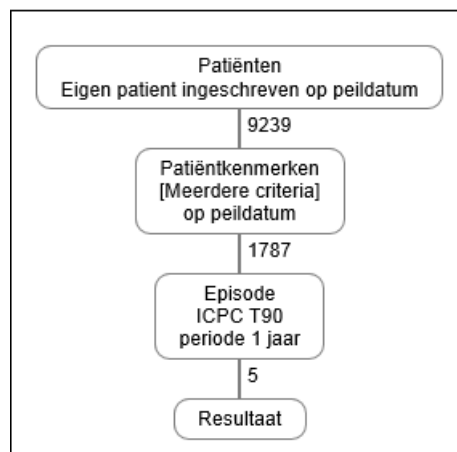 Patiënten
Eigen patient ingeschreven op peildatum
9239
Patiëntkenmerken
[Meerdere criteria]
op peildatum
1787
Episode
ICPC T90
periode 1 jaar
5
Resultaat